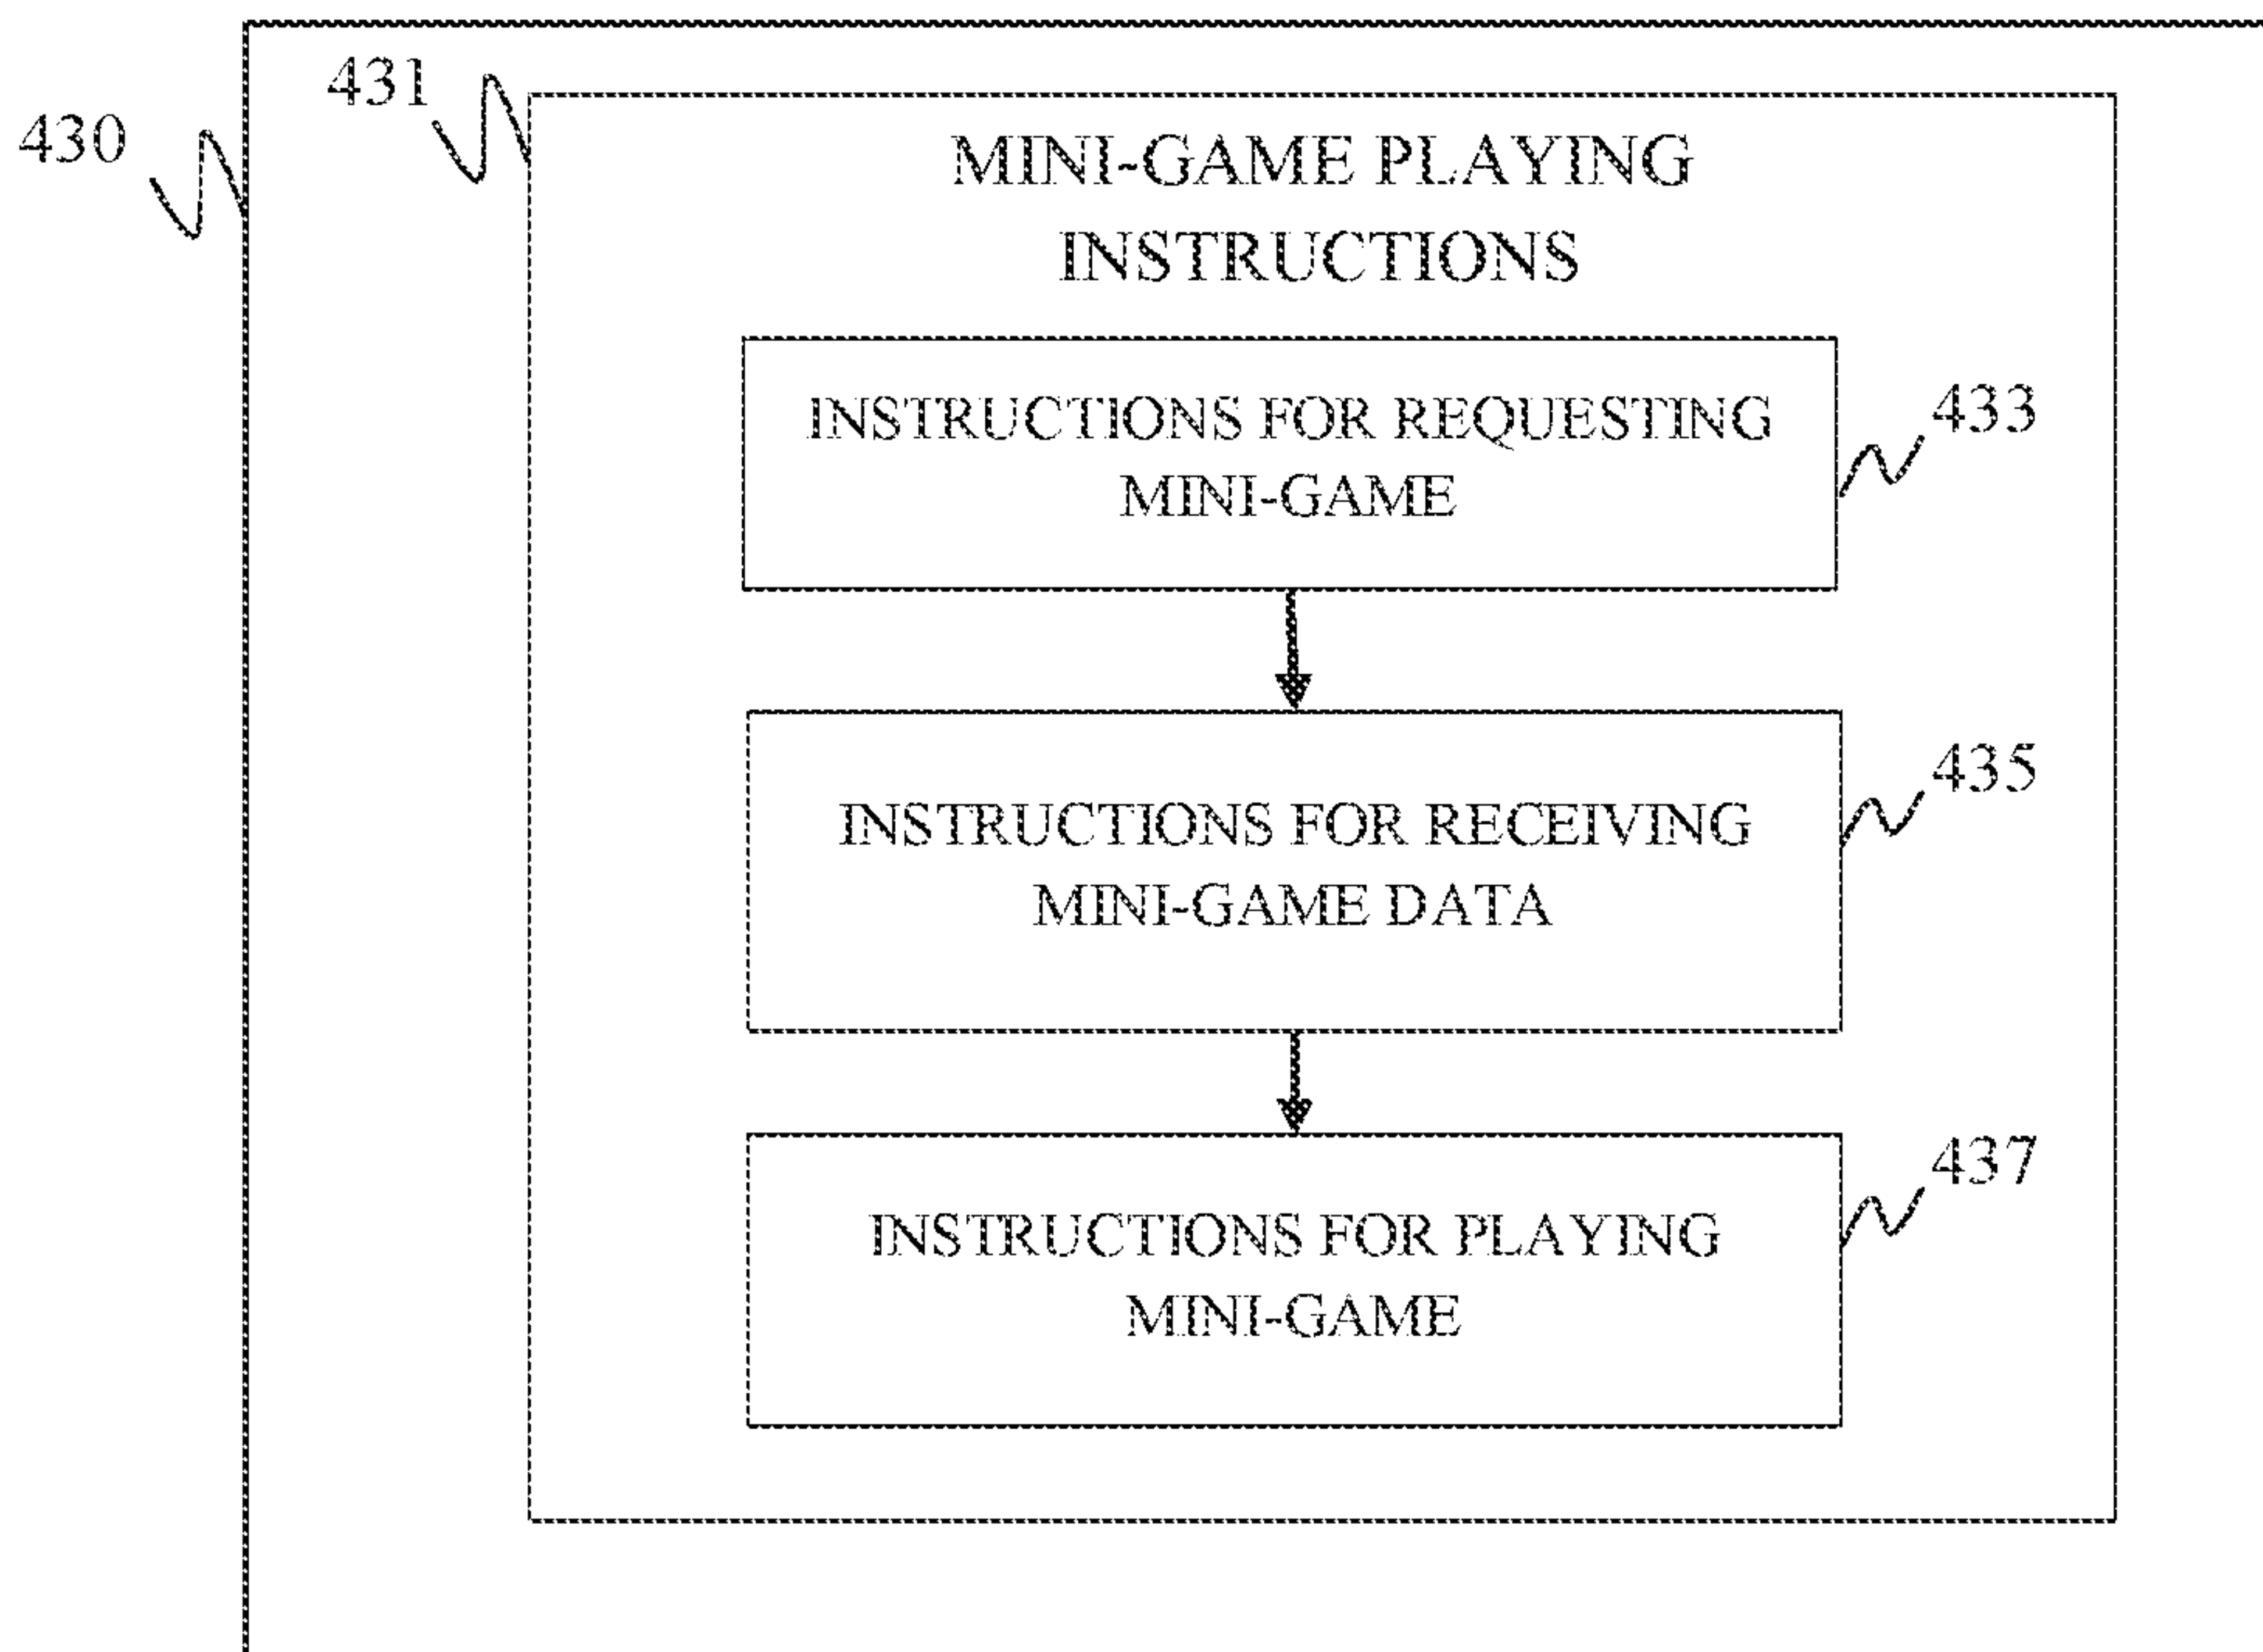 431
430
MINI-GAME PLAYING
INSTRUCTIONS
INSTRUCTIONS FOR REQUESTING
MINI-GAME
433
INSTRUCTIONS FOR RECEIVING
MINI-GAME DATA
435
INSTRUCTIONS FOR PLAYING
MINI-GAME
437